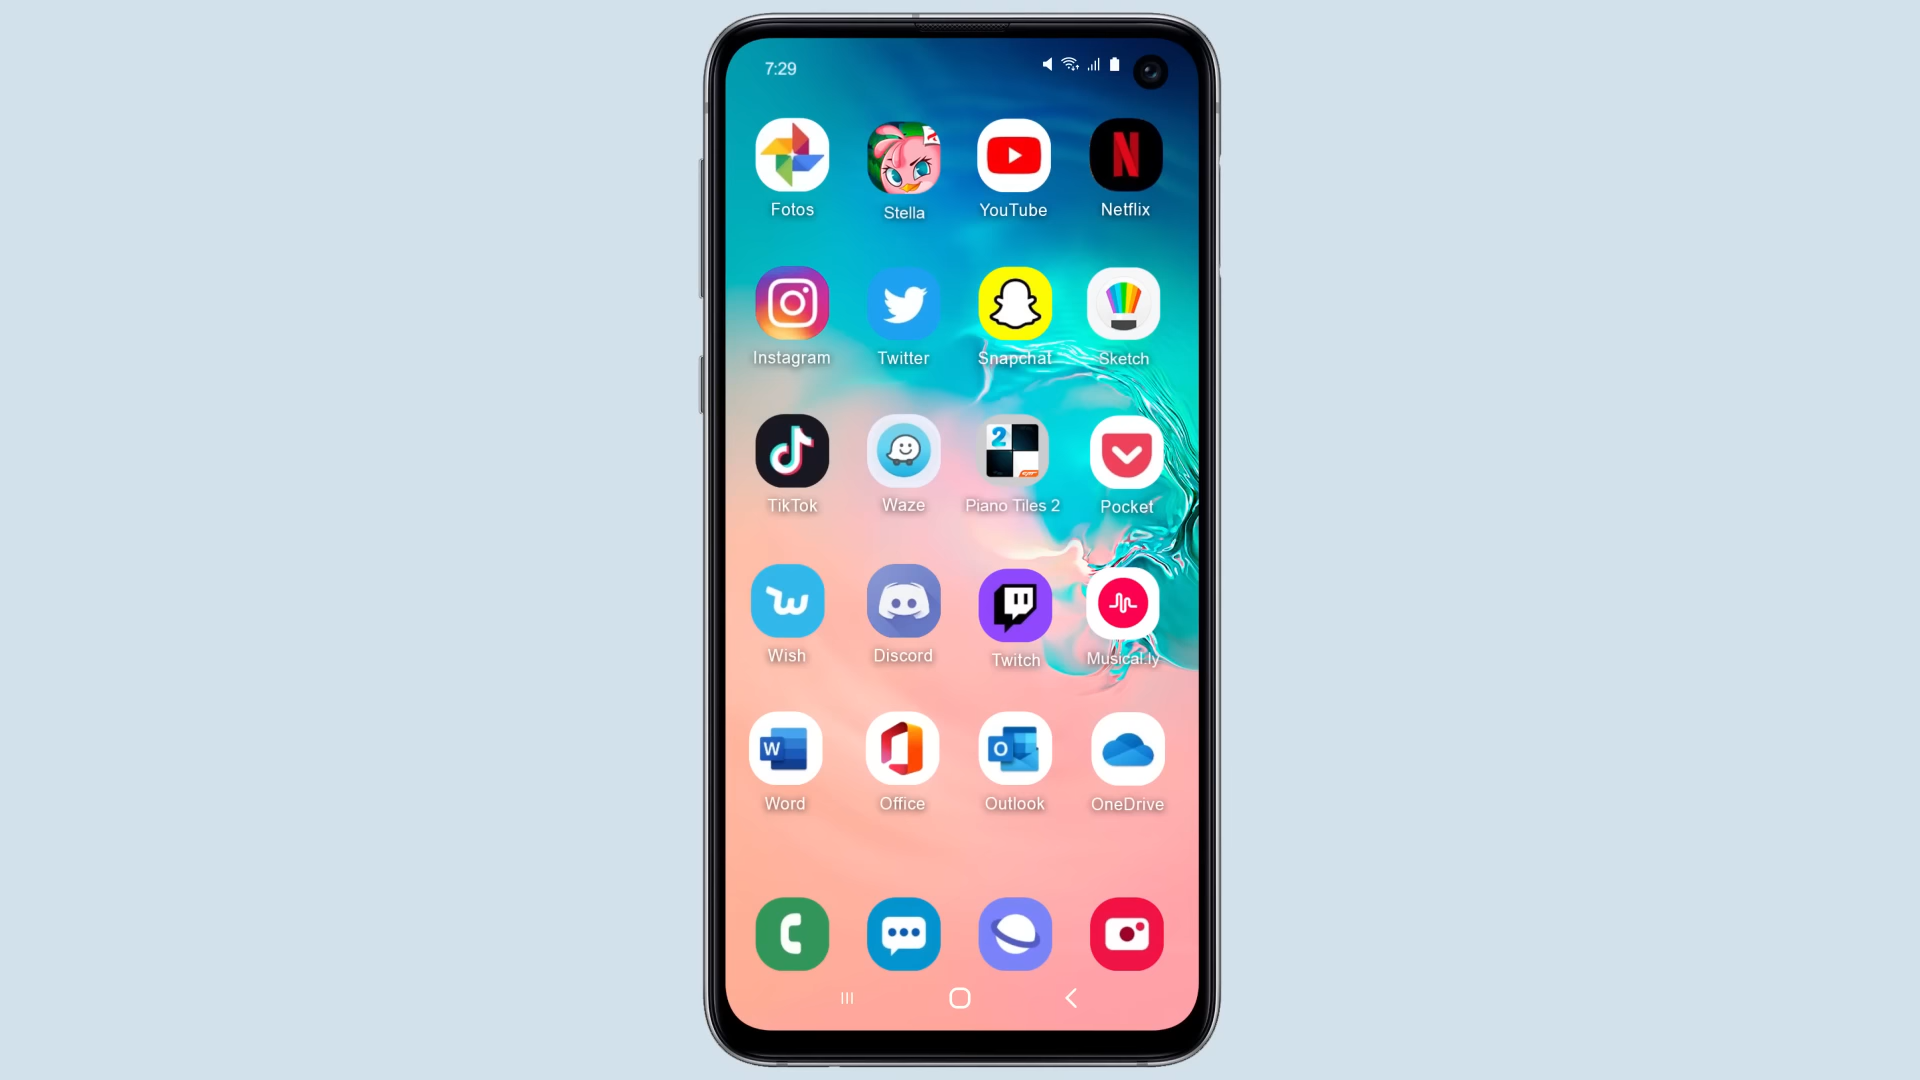 7:29
Fotos
Stella
YouTube
Netflix
Instagram
Twitter
Snapchat
Sketch
TikTok
Waze
2
Piano Tiles 2
Pocket
Wish
Discord
Twitch
Musical.ly
W
Word
Office
O
Outlook
OneDrive